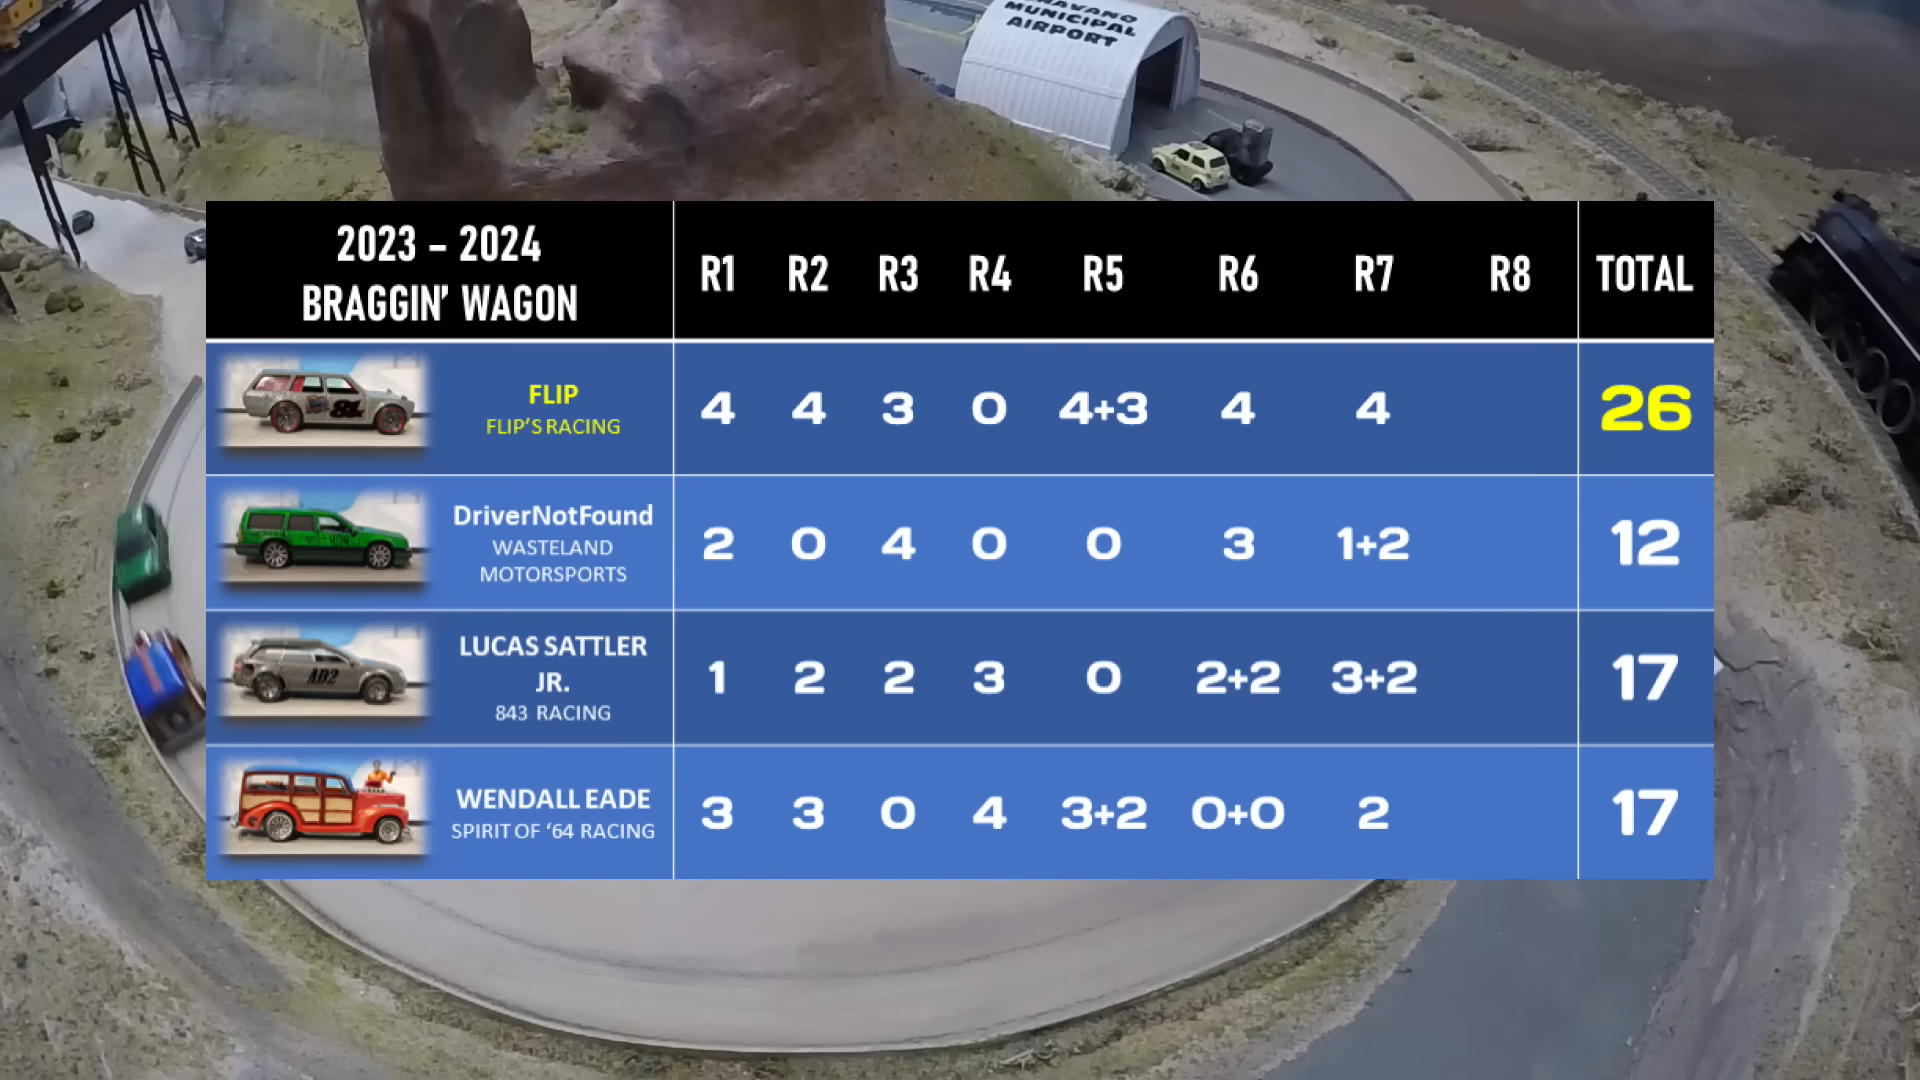 MUNICIPAL
AIRPORT
2023 – 2024
BRAGGIN' WAGON
R1 R2 R3 R4 R5 R6 R7 R8 TOTAL
FLIP
FLIP'S RACING
4 4 3 0 4+3 4 4 26
DriverNotFound
WASTELAND
MOTORSPORTS
2 0 4 0 0 3 1+2 12
LUCAS SATTLER
JR.
843 RACING
1 2 2 3 0 2+2 3+2 17
WENDALL EADE
SPIRIT OF '64 RACING
3 3 0 4 3+2 0+0 2 17
81
AD2